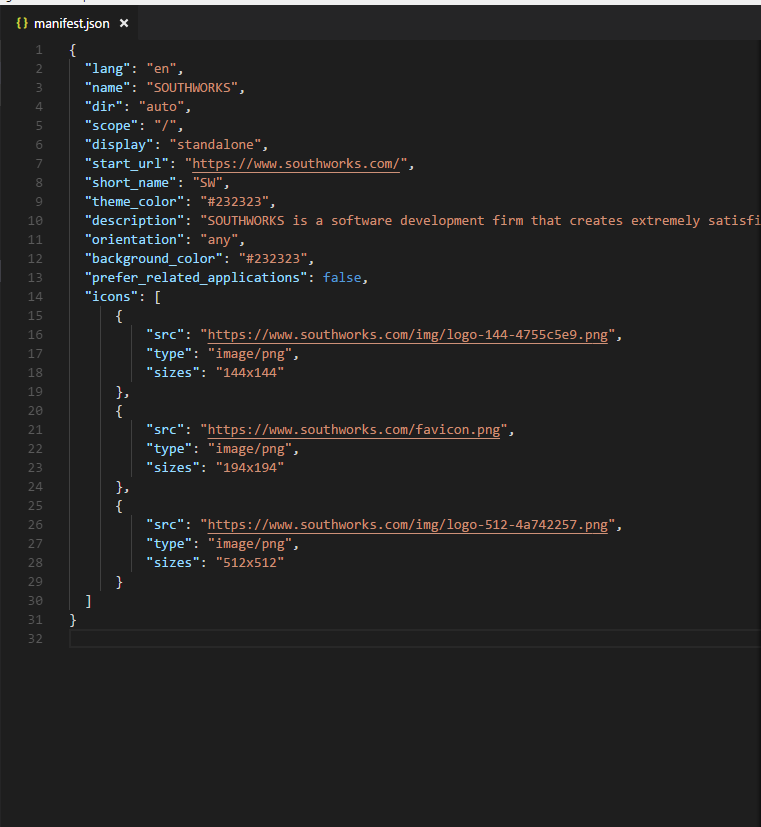 {} manifest.json ×
1 {
2 "lang": "en",
3 "name": "SOUTHWORKS",
4 "dir": "auto",
5 "scope": "/",
6 "display": "standalone",
7 "start_url": "https://www.southworks.com/",
8 "short_name": "SW",
9 "theme_color": "#232323",
10 "description": "SOUTHWORKS is a software development firm that creates extremely satisfi
11 "orientation": "any",
12 "background_color": "#232323",
13 "prefer_related_applications": false,
14 "icons": [
15 {
16 "src": "https://www.southworks.com/img/logo-144-4755c5e9.png",
17 "type": "image/png",
18 "sizes": "144x144"
19 },
20 {
21 "src": "https://www.southworks.com/favicon.png",
22 "type": "image/png",
23 "sizes": "194x194"
24 },
25 {
26 "src": "https://www.southworks.com/img/logo-512-4a742257.png",
27 "type": "image/png",
28 "sizes": "512x512"
29 }
30 ]
31 }
32